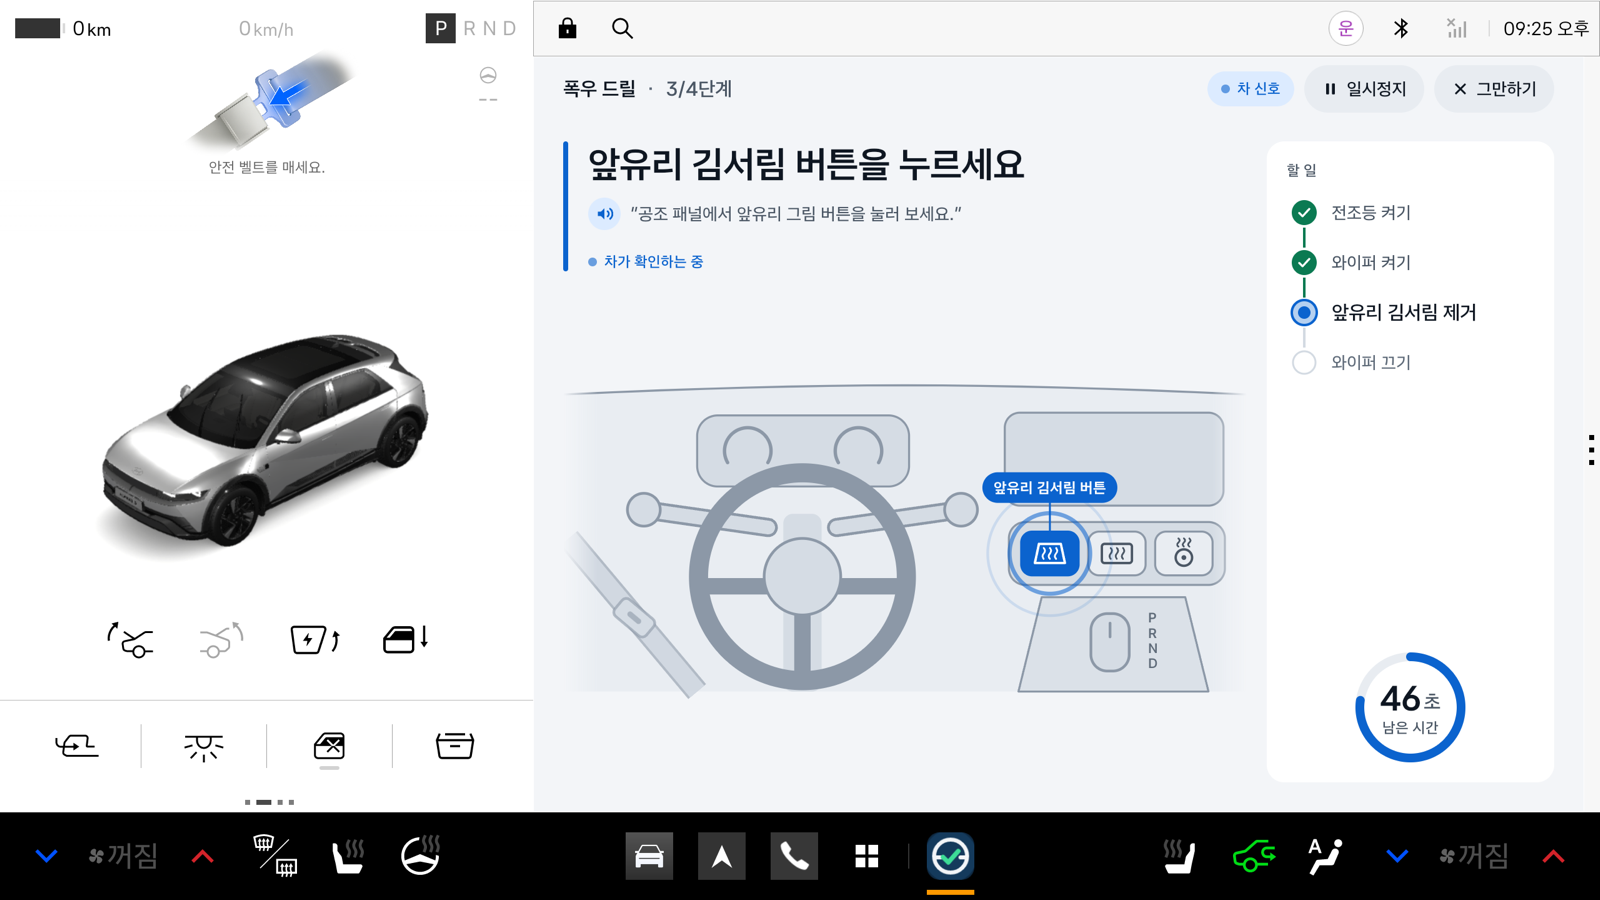 0 km
0 km/h
P R N D
안전 벨트를 매세요.
--
운
09:25 오후
폭우 드릴 · 3/4단계
차 신호
일시정지
그만하기
앞유리 김서림 버튼을 누르세요
“공조 패널에서 앞유리 그림 버튼을 눌러 보세요.”
차가 확인하는 중
할 일
전조등 켜기
와이퍼 켜기
앞유리 김서림 제거
와이퍼 끄기
앞유리 김서림 버튼
P
R
N
D
46초
남은 시간
꺼짐
A
꺼짐